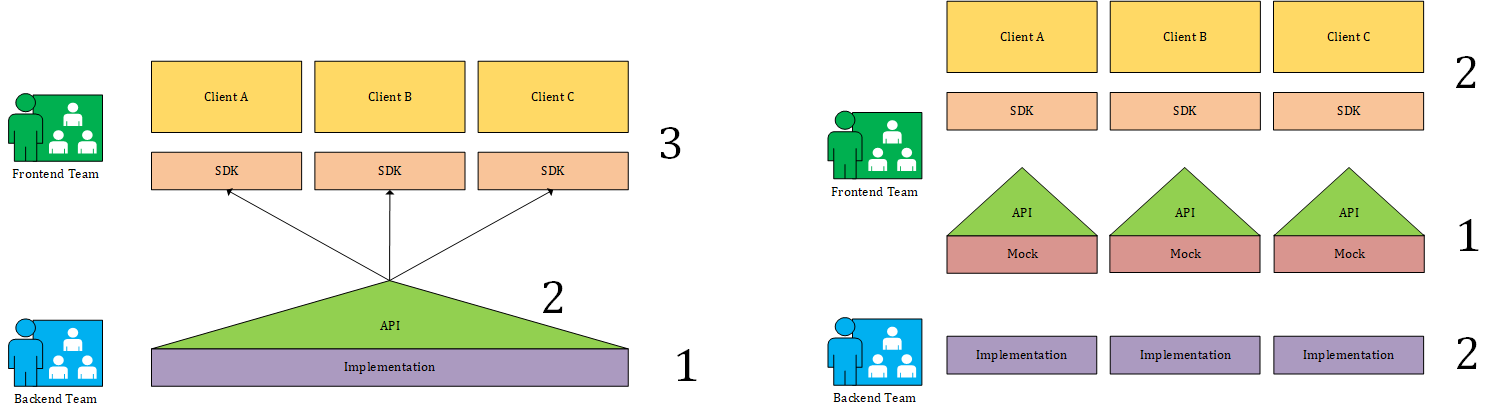 Client A
Client B
Client C
3
SDK
SDK
SDK
Frontend Team
2
API
Implementation
1
Backend Team
Client A
Client B
Client C
2
SDK
SDK
SDK
Frontend Team
API
API
API
1
Mock
Mock
Mock
Implementation
Implementation
Implementation
2
Backend Team